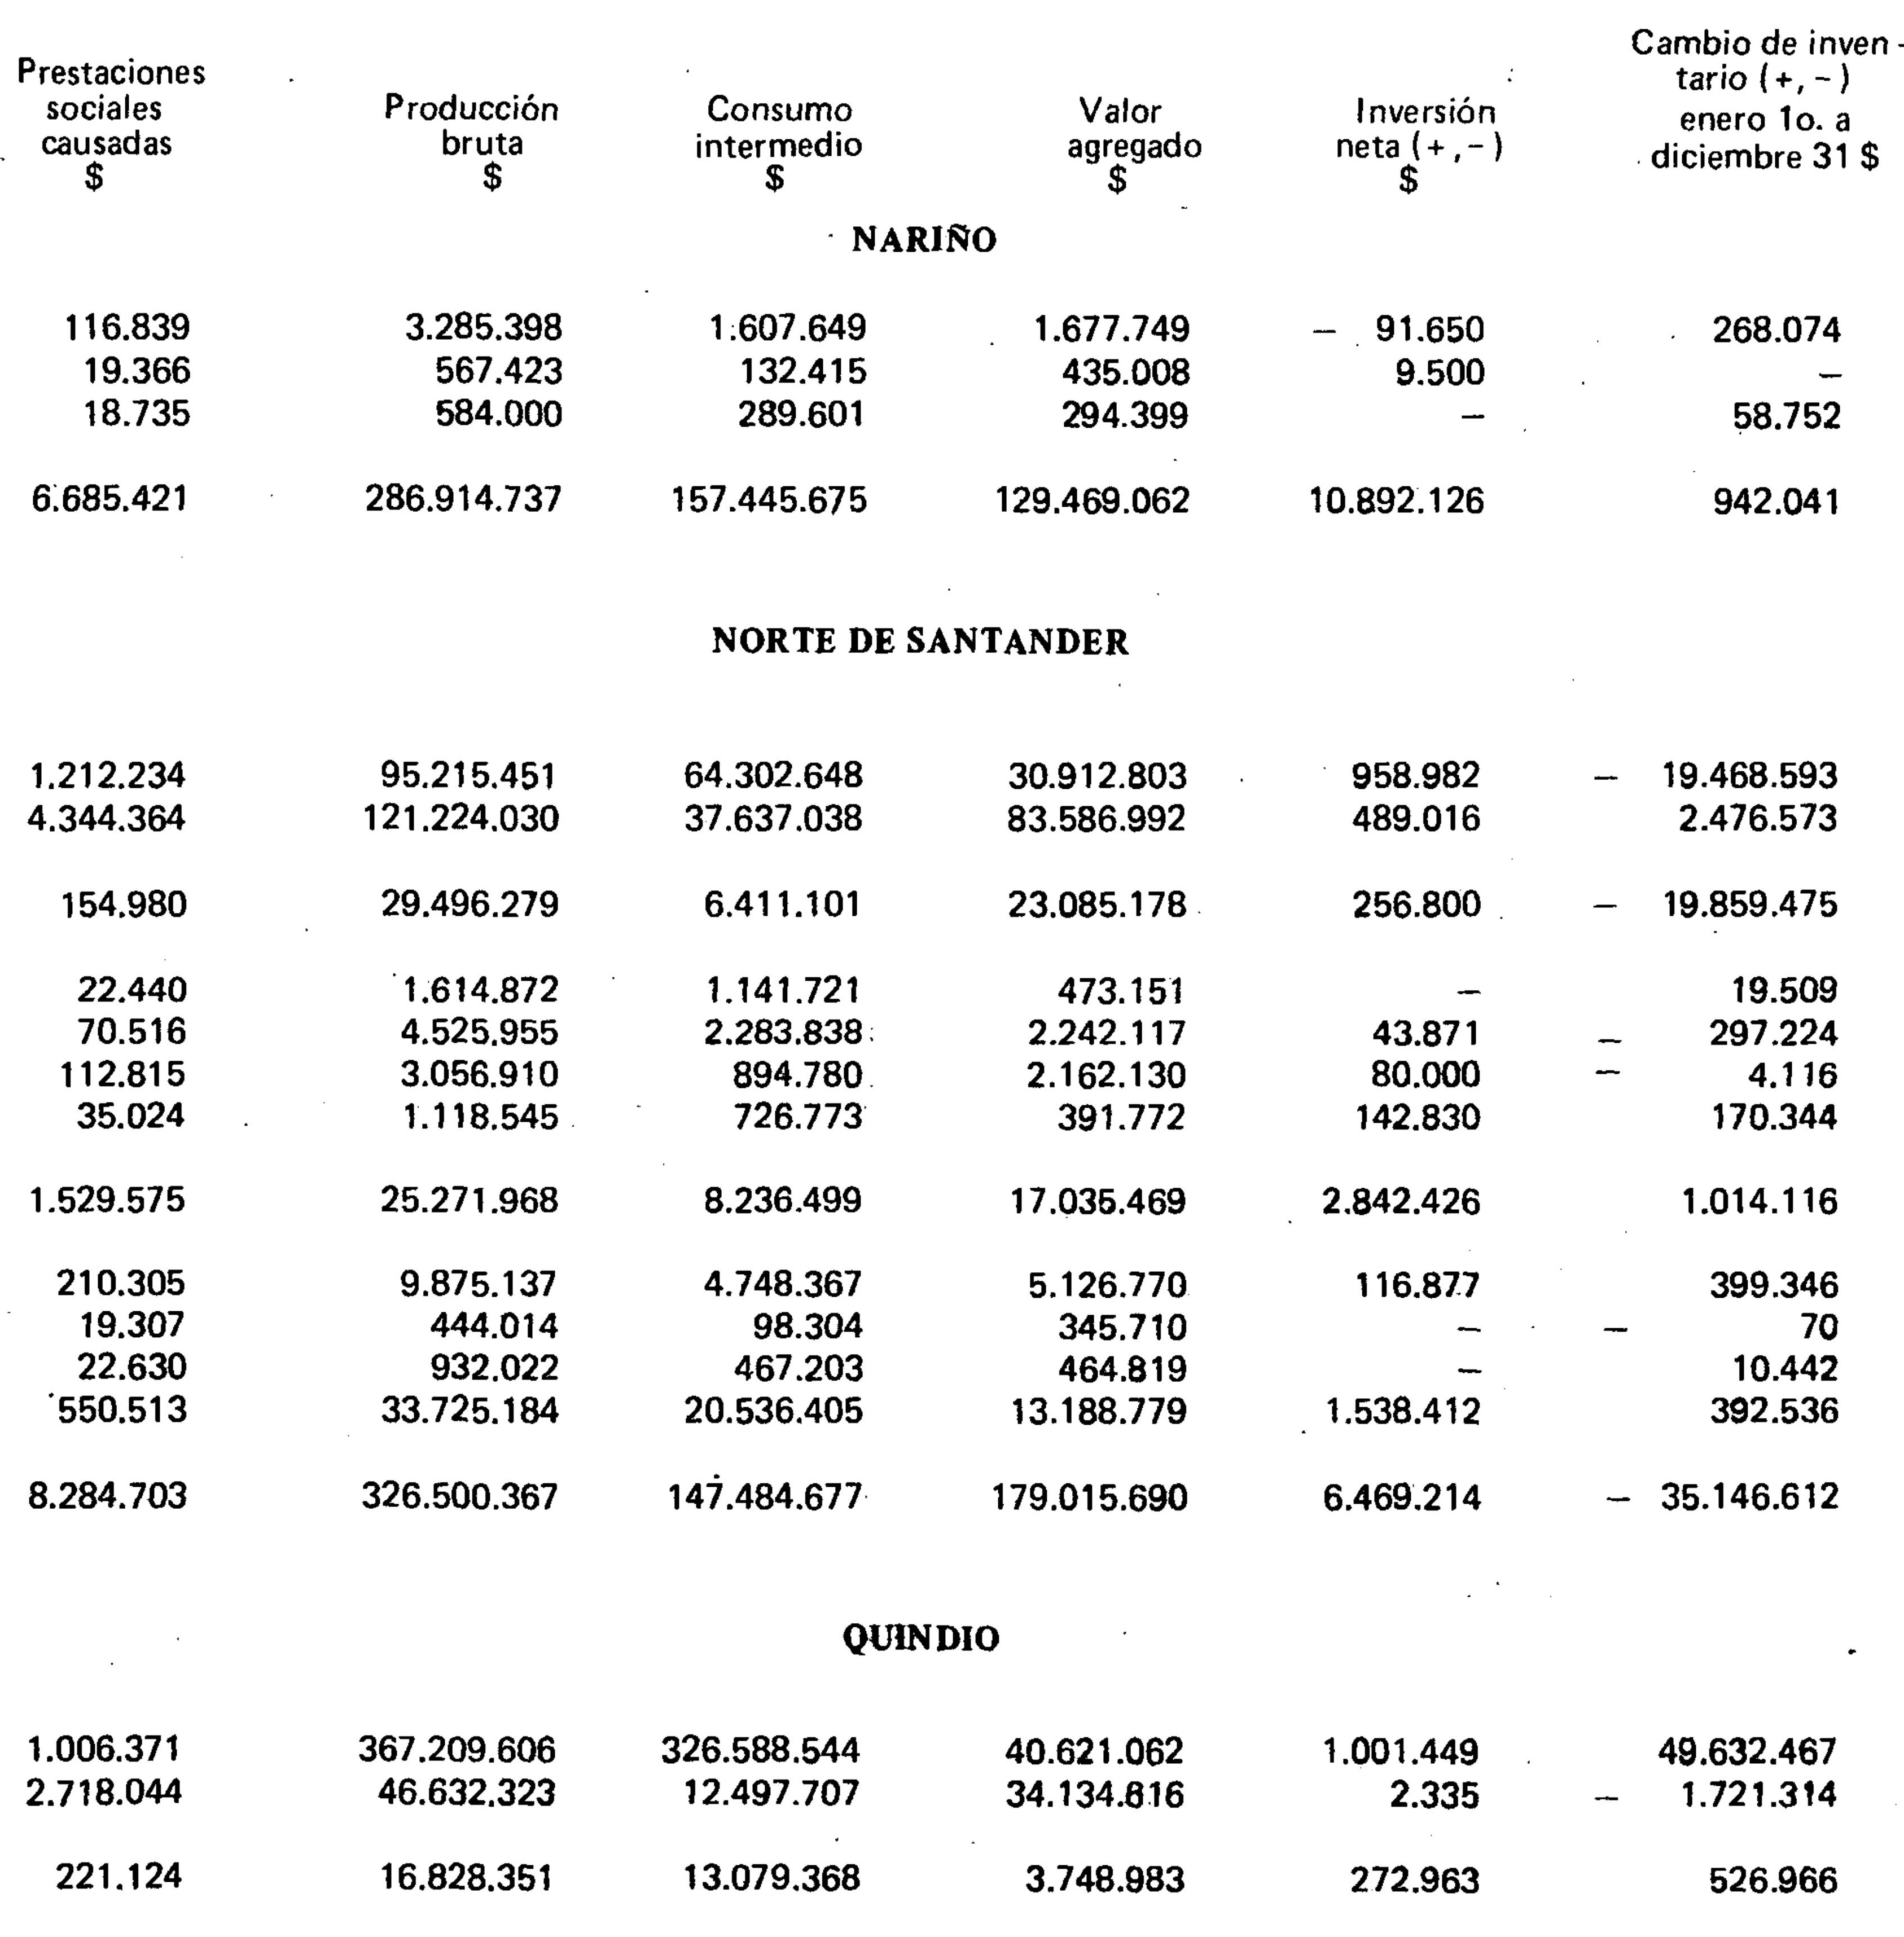 Prestaciones sociales causadas $ Producción bruta $ Consumo intermedio $ Valor agregado $ Inversión neta (+,-) $ Cambio de inven- tario (+, -) enero 1o. a diciembre 31 $
NARIÑO
116.839 3.285.398 1.607.649 1.677.749 – 91.650 268.074
19.366 567.423 132.415 435.008 9.500 –
18.735 584.000 289.601 294.399 – 58.752
6.685.421 286.914.737 157.445.675 129.469.062 10.892.126 942.041
NORTE DE SANTANDER
1.212.234 95.215.451 64.302.648 30.912.803 958.982 – 19.468.593
4.344.364 121.224.030 37.637.038 83.586.992 489.016 2.476.573
154.980 29.496.279 6.411.101 23.085.178 256.800 – 19.859.475
22.440 1.614.872 1.141.721 473.151 – 19.509
70.516 4.525.955 2.283.838 2.242.117 43.871 – 297.224
112.815 3.056.910 894.780 2.162.130 80.000 – 4.116
35.024 1.118.545 726.773 391.772 142.830 170.344
1.529.575 25.271.968 8.236.499 17.035.469 2.842.426 1.014.116
210.305 9.875.137 4.748.367 5.126.770 116.877 399.346
19.307 444.014 98.304 345.710 – – 70
22.630 932.022 467.203 464.819 – 10.442
550.513 33.725.184 20.536.405 13.188.779 1.538.412 392.536
8.284.703 326.500.367 147.484.677 179.015.690 6.469.214 – 35.146.612
QUINDIO
1.006.371 367.209.606 326.588.544 40.621.062 1.001.449 49.632.467
2.718.044 46.632.323 12.497.707 34.134.616 2.335 – 1.721.314
221.124 16.828.351 13.079.368 3.748.983 272.963 526.966